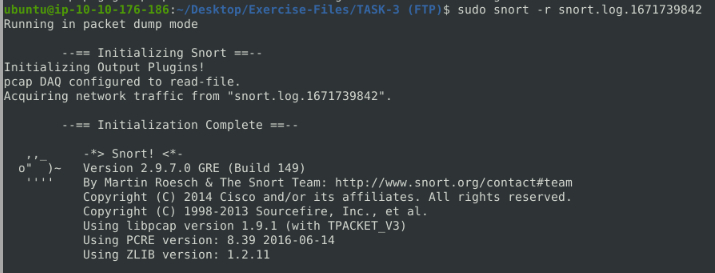 ubuntu@ip-10-10-176-186:~/Desktop/Exercise-Files/TASK-3 (FTP)$ sudo snort -r snort.log.1671739842
Running in packet dump mode
--== Initializing Snort ==--
Initializing Output Plugins!
pcap DAQ configured to read-file.
Acquiring network traffic from "snort.log.1671739842".
--== Initialization Complete ==--
,,_     -*> Snort! <*-
o"  )~   Version 2.9.7.0 GRE (Build 149)
''''    By Martin Roesch & The Snort Team: http://www.snort.org/contact#team
Copyright (C) 2014 Cisco and/or its affiliates. All rights reserved.
Copyright (C) 1998-2013 Sourcefire, Inc., et al.
Using libpcap version 1.9.1 (with TPACKET_V3)
Using PCRE version: 8.39 2016-06-14
Using ZLIB version: 1.2.11